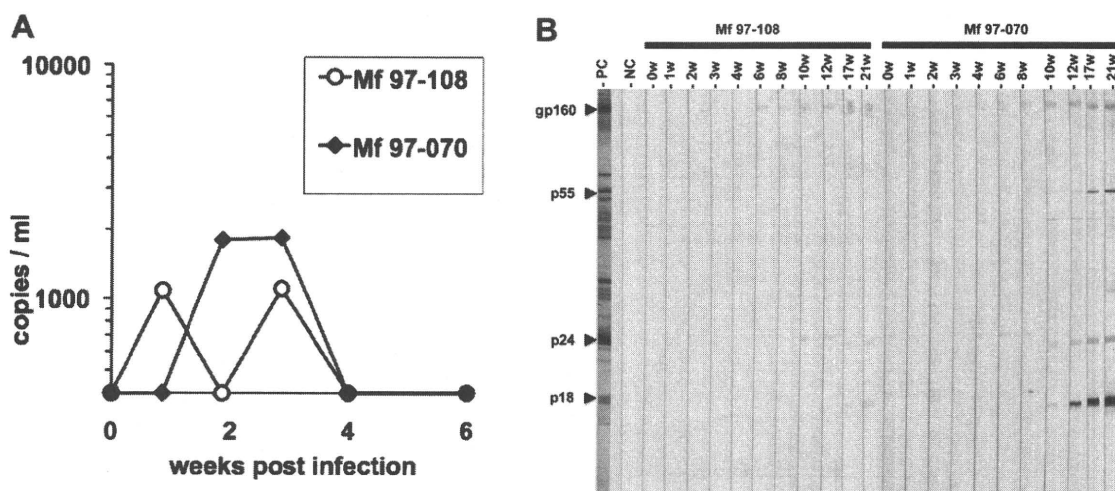 A
10000
1000
copies / ml
0
2
4
6
weeks post infection
Mf 97-108
Mf 97-070
B
Mf 97-108
Mf 97-070
- PC
- NC
- 0w
- 1w
- 2w
- 3w
- 4w
- 6w
- 8w
- 10w
- 12w
- 17w
- 21w
- 0w
- 1w
- 2w
- 3w
- 4w
- 6w
- 8w
- 10w
- 12w
- 17w
- 21w
gp160
p55
p24
p18